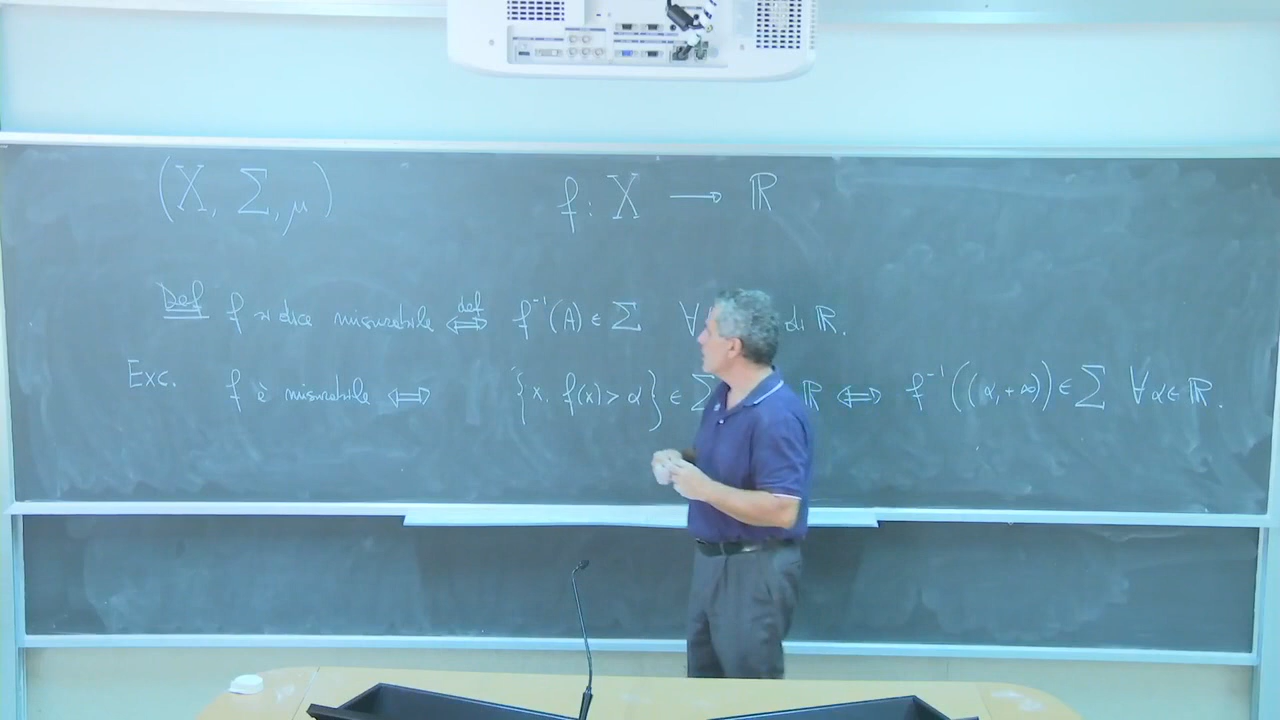 (X, Σ, μ) f: X → ℝ
Def f si dice misurabile ⇔ def f⁻¹(A) ∈ Σ ∀ di ℝ.
Exc. f è misurabile ⇔ {x. f(x) > α} ∈ Σ ℝ ⇔ f⁻¹((α, +∞)) ∈ Σ ∀ α ∈ ℝ.